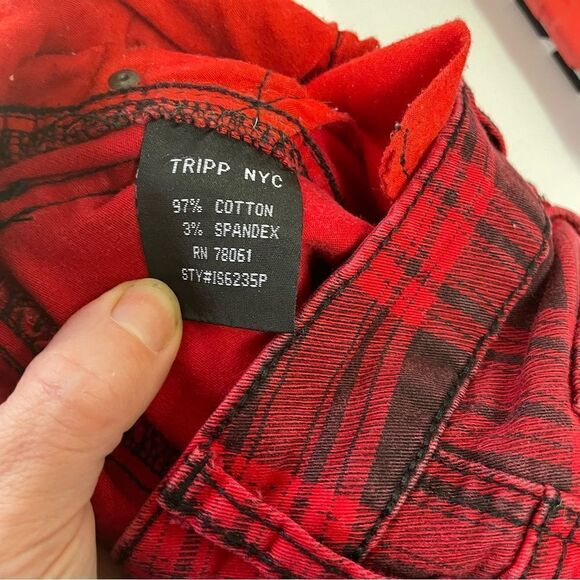 TRIPP NYC
97% COTTON
3% SPANDEX
RN 78061
STY#IS6235P